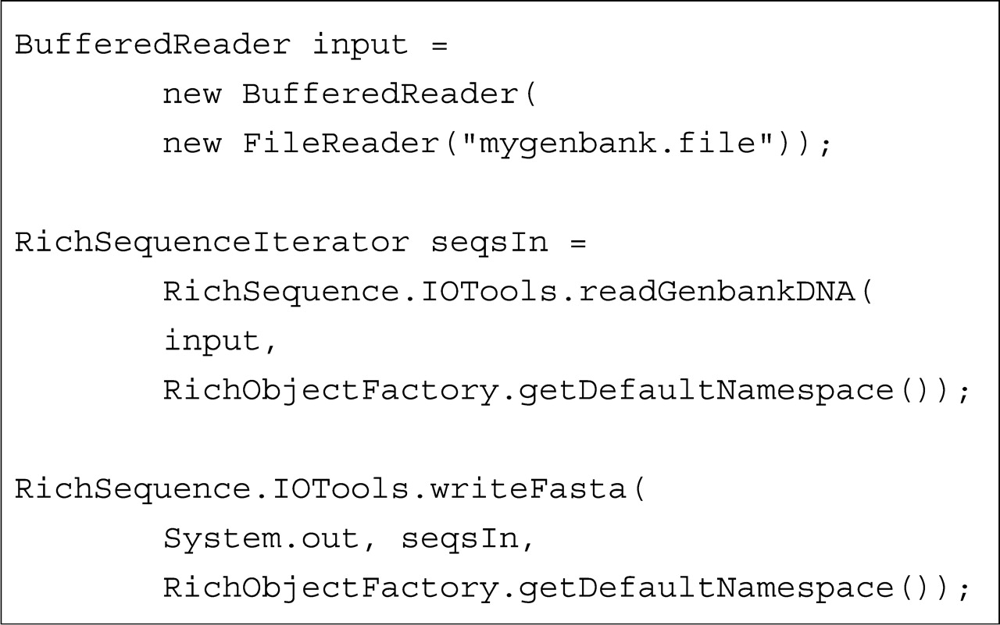 BufferedReader input =
new BufferedReader(
new FileReader("mygenbank.file"));
RichSequenceIterator seqsIn =
RichSequence.IOTools.readGenbankDNA(
input,
RichObjectFactory.getDefaultNamespace());
RichSequence.IOTools.writeFasta(
System.out, seqsIn,
RichObjectFactory.getDefaultNamespace());